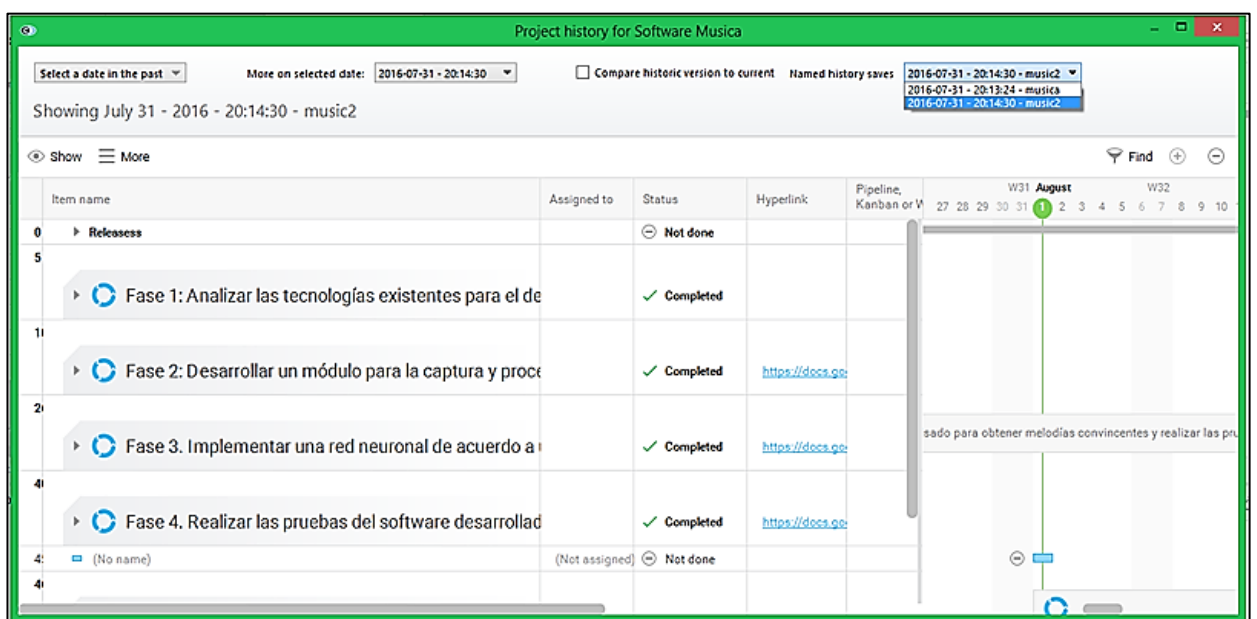 Project history for Software Musica
Select a date in the past More on selected date: 2016-07-31 - 20:14:30 Compare historic version to current Named history saves 2016-07-31 - 20:14:30 - music2
2016-07-31 - 20:13:24 - musica
2016-07-31 - 20:14:30 - music2
Showing July 31 - 2016 - 20:14:30 - music2
Show More Find
Item name Assigned to Status Hyperlink Pipeline, Kanban or W
W31 August W32
27 28 29 30 31 1 2 3 4 5 6 7 8 9 10
0 Releasess Not done
5
Fase 1: Analizar las tecnologías existentes para el de Completed
Fase 2: Desarrollar un módulo para la captura y proce Completed https://docs.go
Fase 3. Implementar una red neuronal de acuerdo a Completed https://docs.go
sado para obtener melodías convincentes y realizar las pru
Fase 4. Realizar las pruebas del software desarrollad Completed https://docs.go
(No name) (Not assigned) Not done